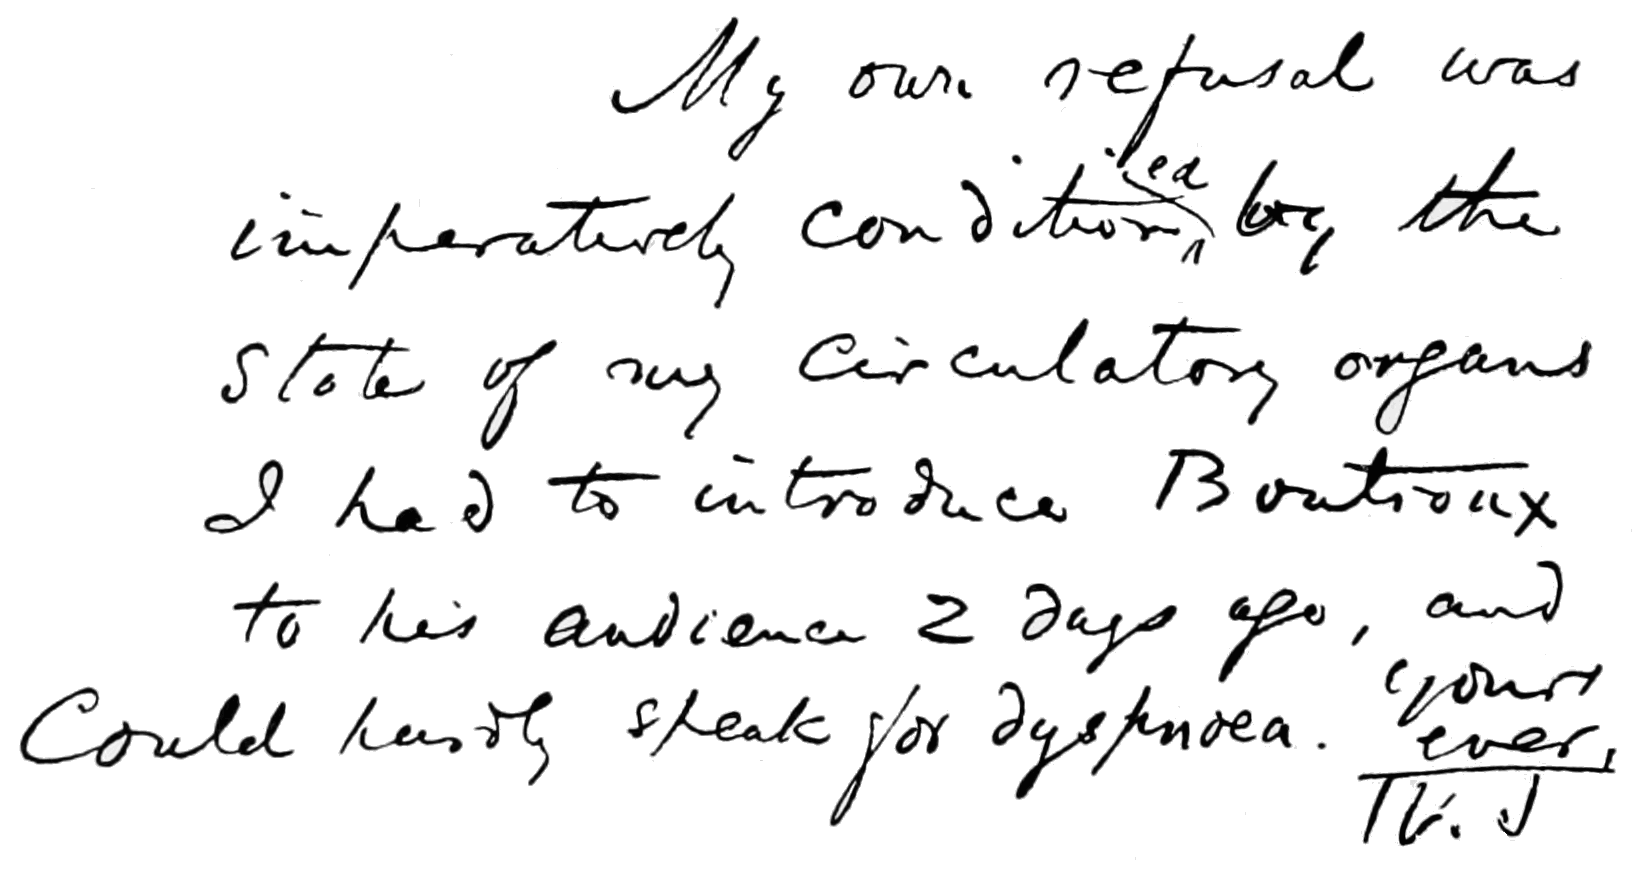 My own refusal was
imperatively conditioned by the
state of my circulatory organs
I had to introduce Boutroux
to his audience 2 days ago, and
Could hardly speak for dyspnoea.
yours
ever,
W. J